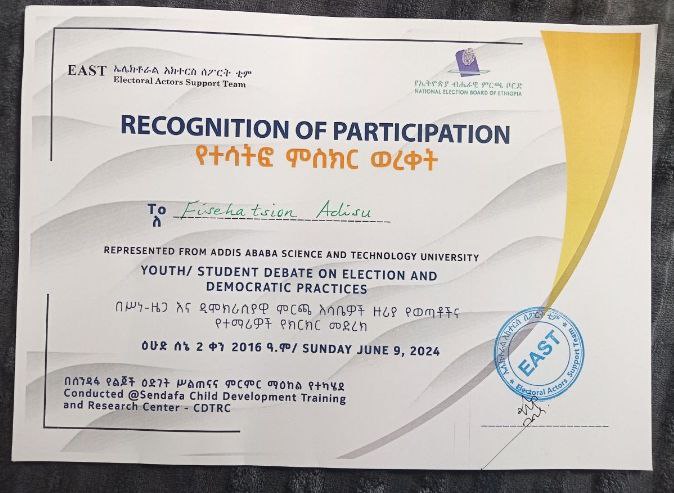 EAST ኤሌክቶራል አክተርስ ሰፖርት ቲም
Electoral Actors Support Team
የኢትዮጵያ ብሔራዊ ምርጫ ቦርድ
NATIONAL ELECTION BOARD OF ETHIOPIA
RECOGNITION OF PARTICIPATION
የተሳትፎ ምስክር ወረቀት
To Fisehatsion Adisu
ለ
REPRESENTED FROM ADDIS ABABA SCIENCE AND TECHNOLOGY UNIVERSITY
YOUTH/ STUDENT DEBATE ON ELECTION AND
DEMOCRATIC PRACTICES
በሥነ-ዜጋ እና ዲሞክራሲያዊ ምርጫ እሳቤዎች ዙሪያ የወጣቶችና
የተማሪዎች የክርክር መድረክ
ዕሁድ ሰኔ 2 ቀን 2016 ዓ.ም/ SUNDAY JUNE 9, 2024
በሰንዳፋ የልጆች ዕድገት ሥልጠናና ምርምር ማዕከል የተካሄደ
Conducted @Sendafa Child Development Training
and Research Center - CDTRC
ኤሌክቶራል አክተርስ ሰፖርት ቲም
EAST
Electoral Actors Support Team